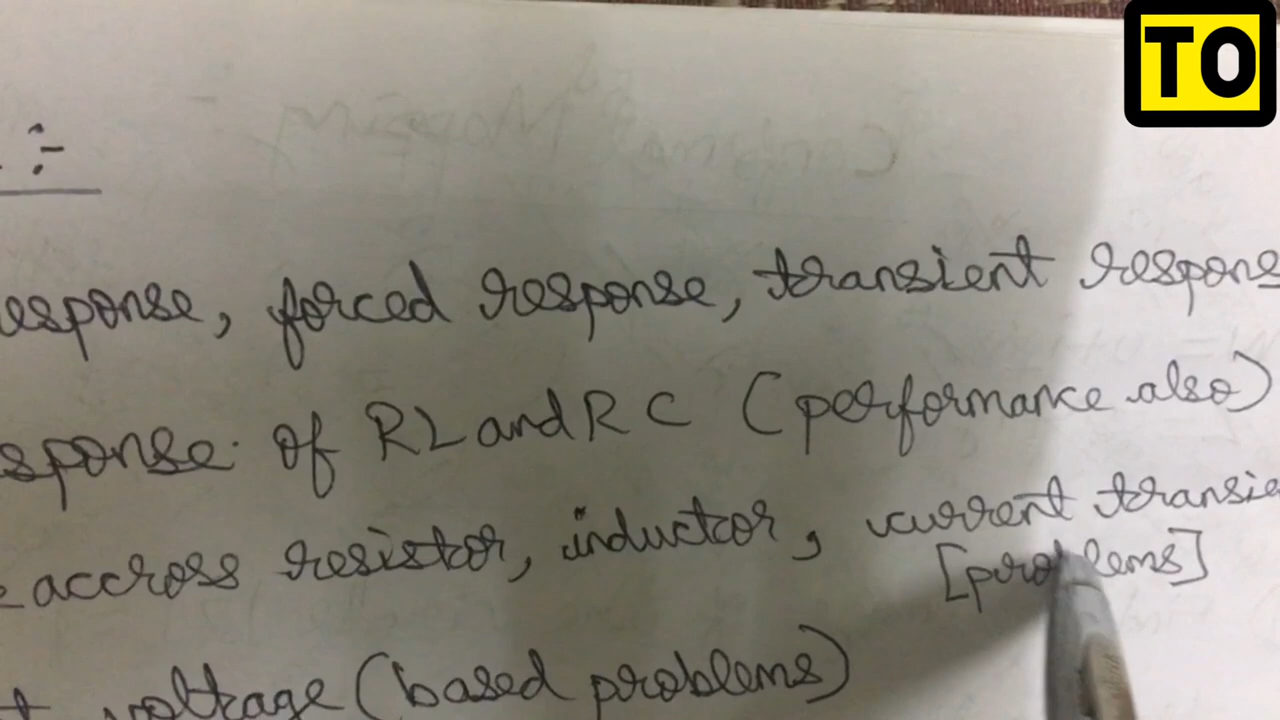 TO
:-
esponse, forced response, transient respons
sponse of RL and RC (performance also)
accross resistor, inductor, current transie
[problems]
t voltage (based problems)